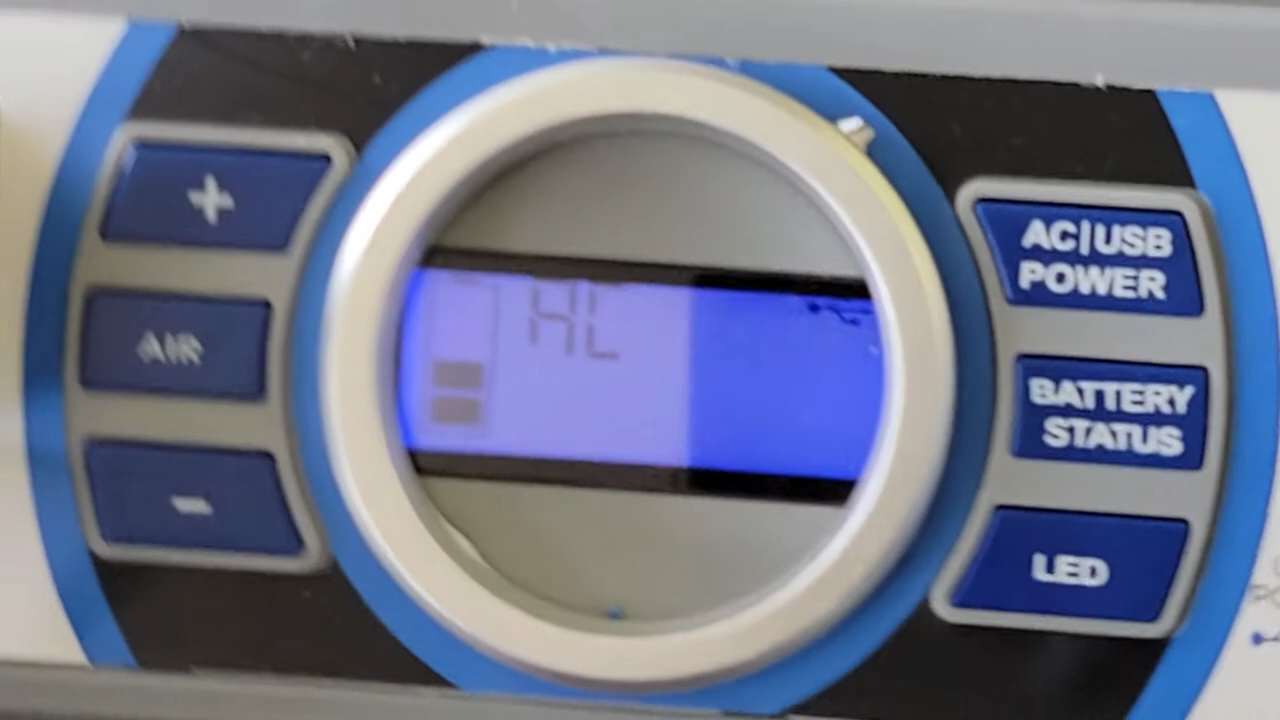 +
AIR
-
HL
AC|USB
POWER
BATTERY
STATUS
LED